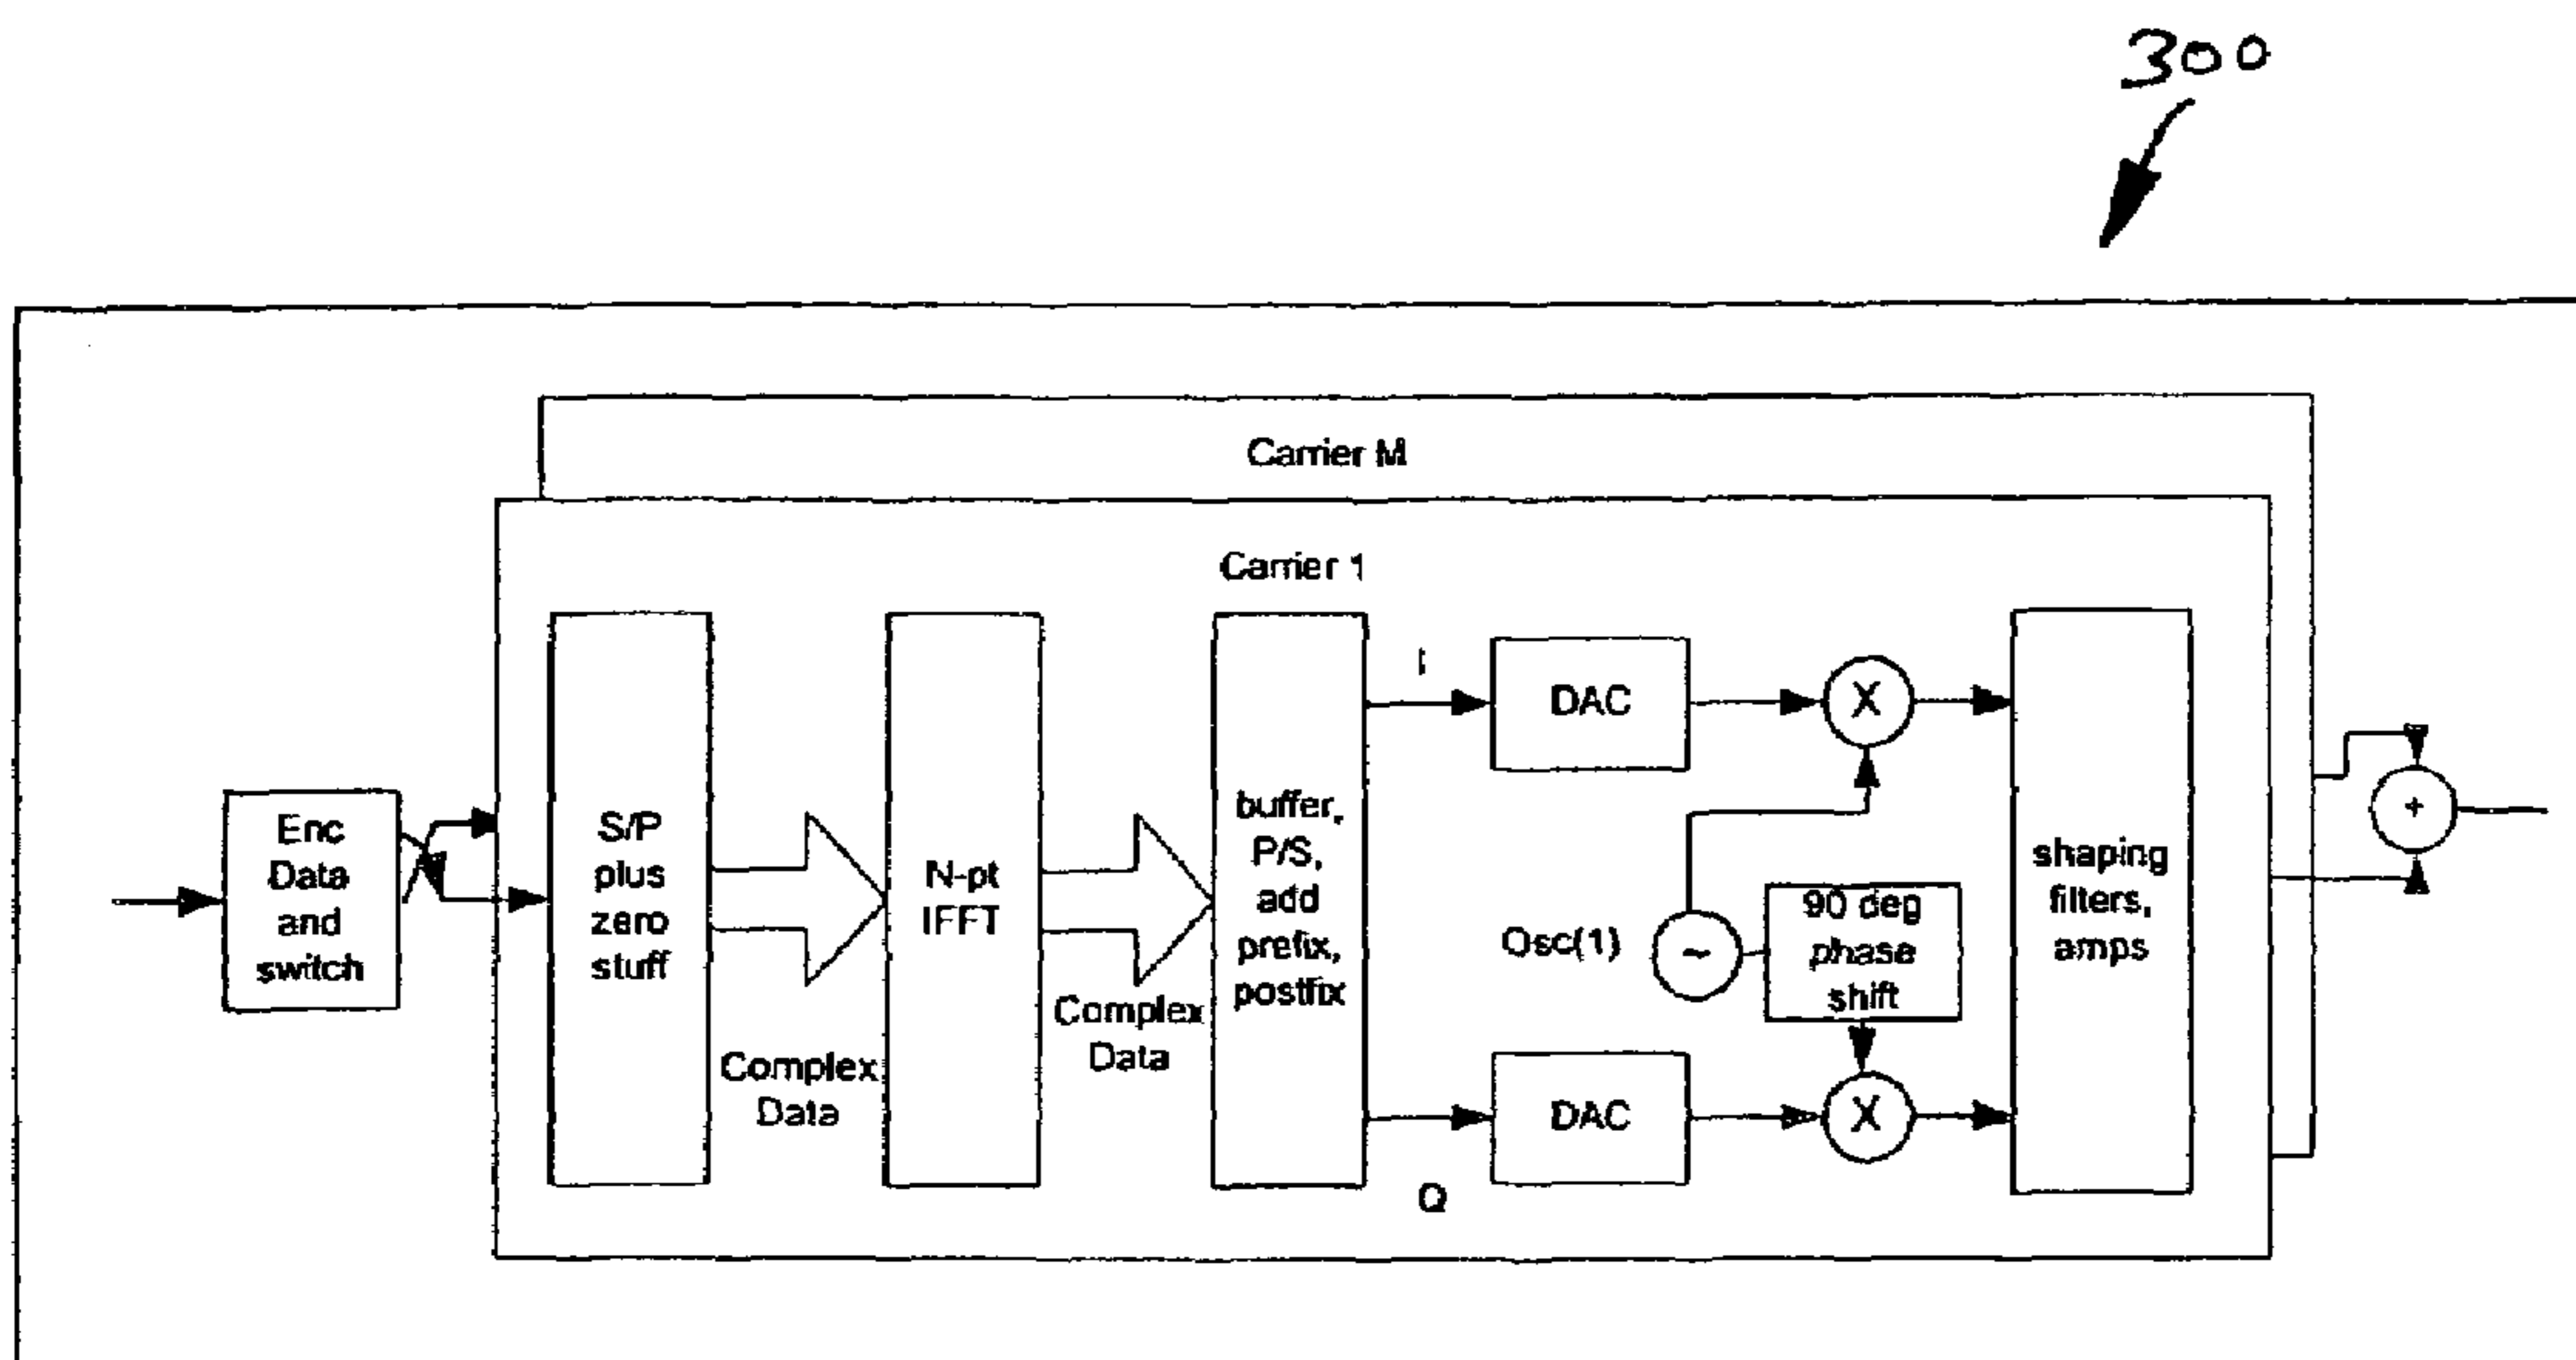 300
Carrier M
Carrier 1
Enc
Data
and
switch
S/P
plus
zero
stuff
Complex
Data
N-pt
IFFT
Complex
Data
buffer,
P/S,
add
prefix,
postfix
I
Q
DAC
DAC
X
X
Osc(1)
~
90 deg
phase
shift
shaping
filters,
amps
+